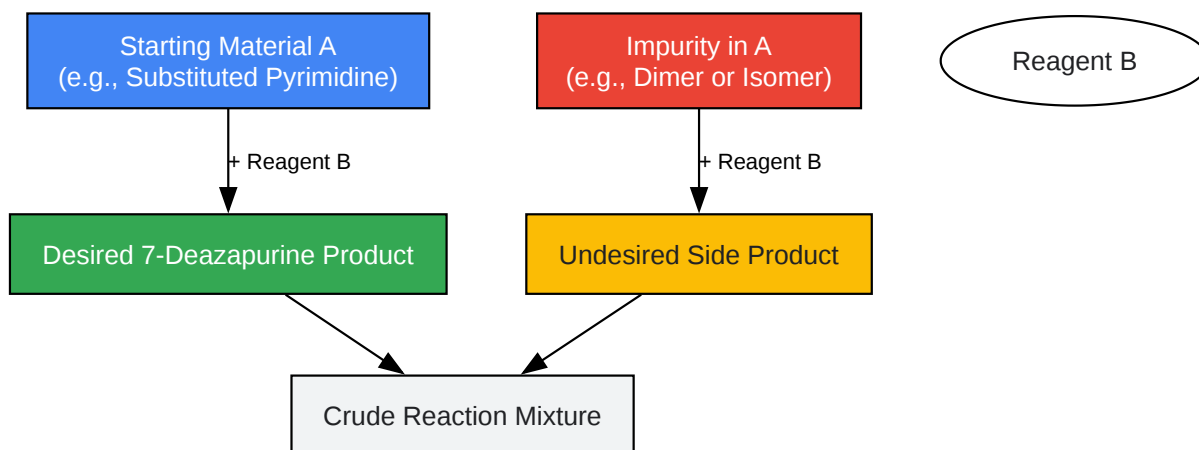 Starting Material A
(e.g., Substituted Pyrimidine)
Impurity in A
(e.g., Dimer or Isomer)
Reagent B
+ Reagent B
+ Reagent B
Desired 7-Deazapurine Product
Undesired Side Product
Crude Reaction Mixture